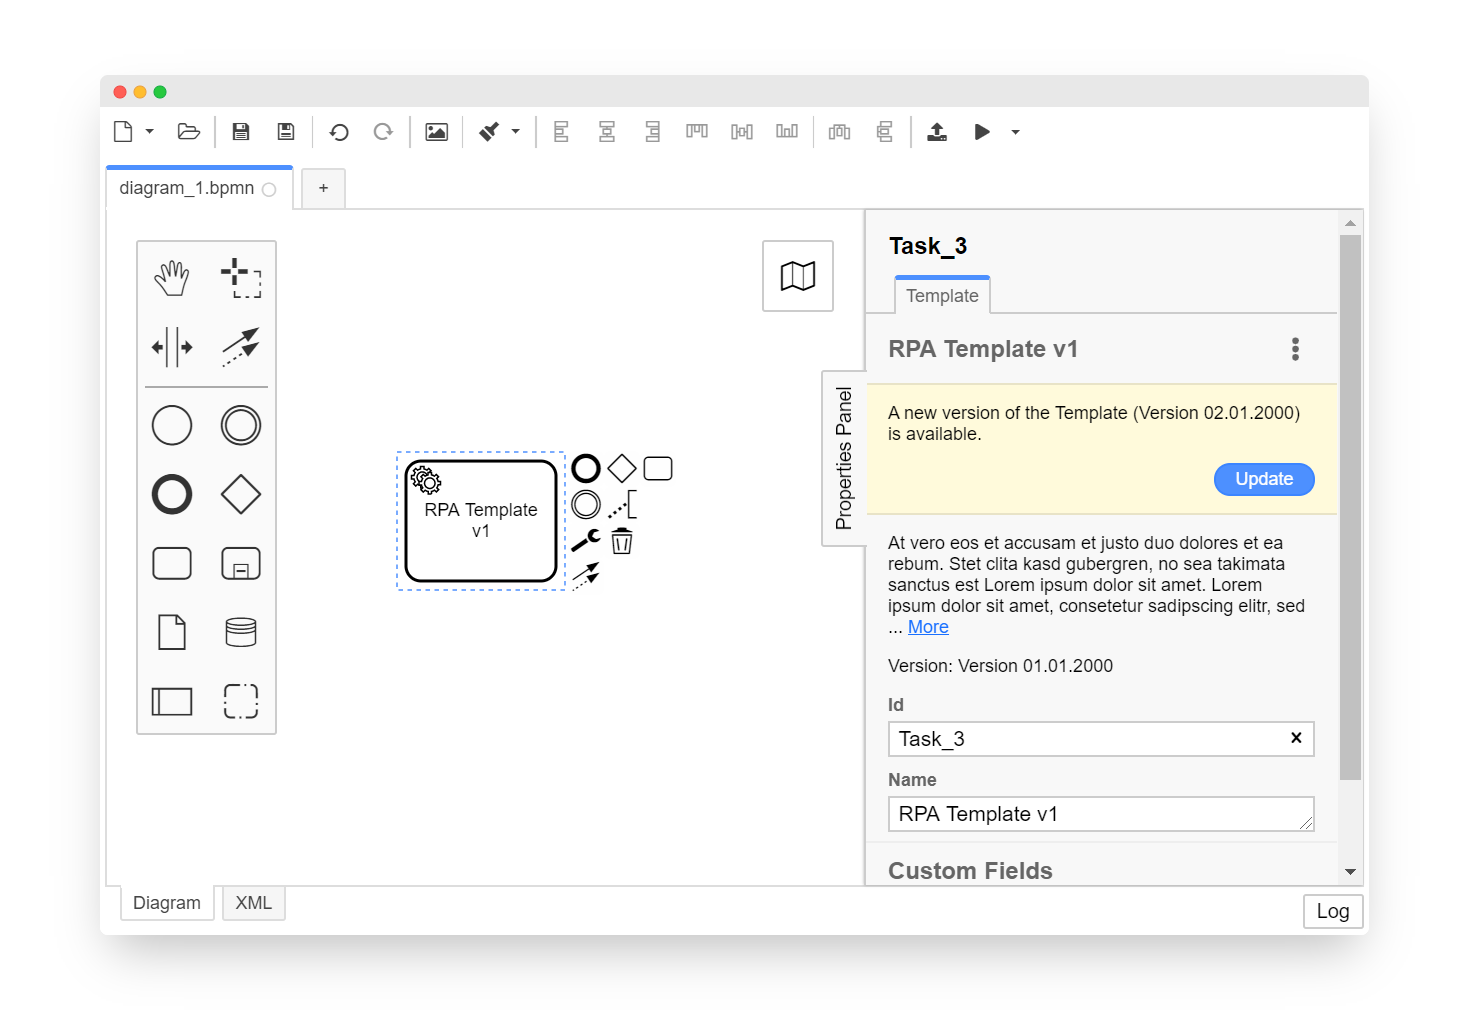 diagram_1.bpmn
+
Task_3
Template
RPA Template v1
A new version of the Template (Version 02.01.2000)
is available.
Update
Properties Panel
RPA Template
v1
At vero eos et accusam et justo duo dolores et ea
rebum. Stet clita kasd gubergren, no sea takimata
sanctus est Lorem ipsum dolor sit amet. Lorem
ipsum dolor sit amet, consetetur sadipscing elitr, sed
... More
Version: Version 01.01.2000
Id
Task_3
Name
RPA Template v1
Custom Fields
Diagram
XML
Log